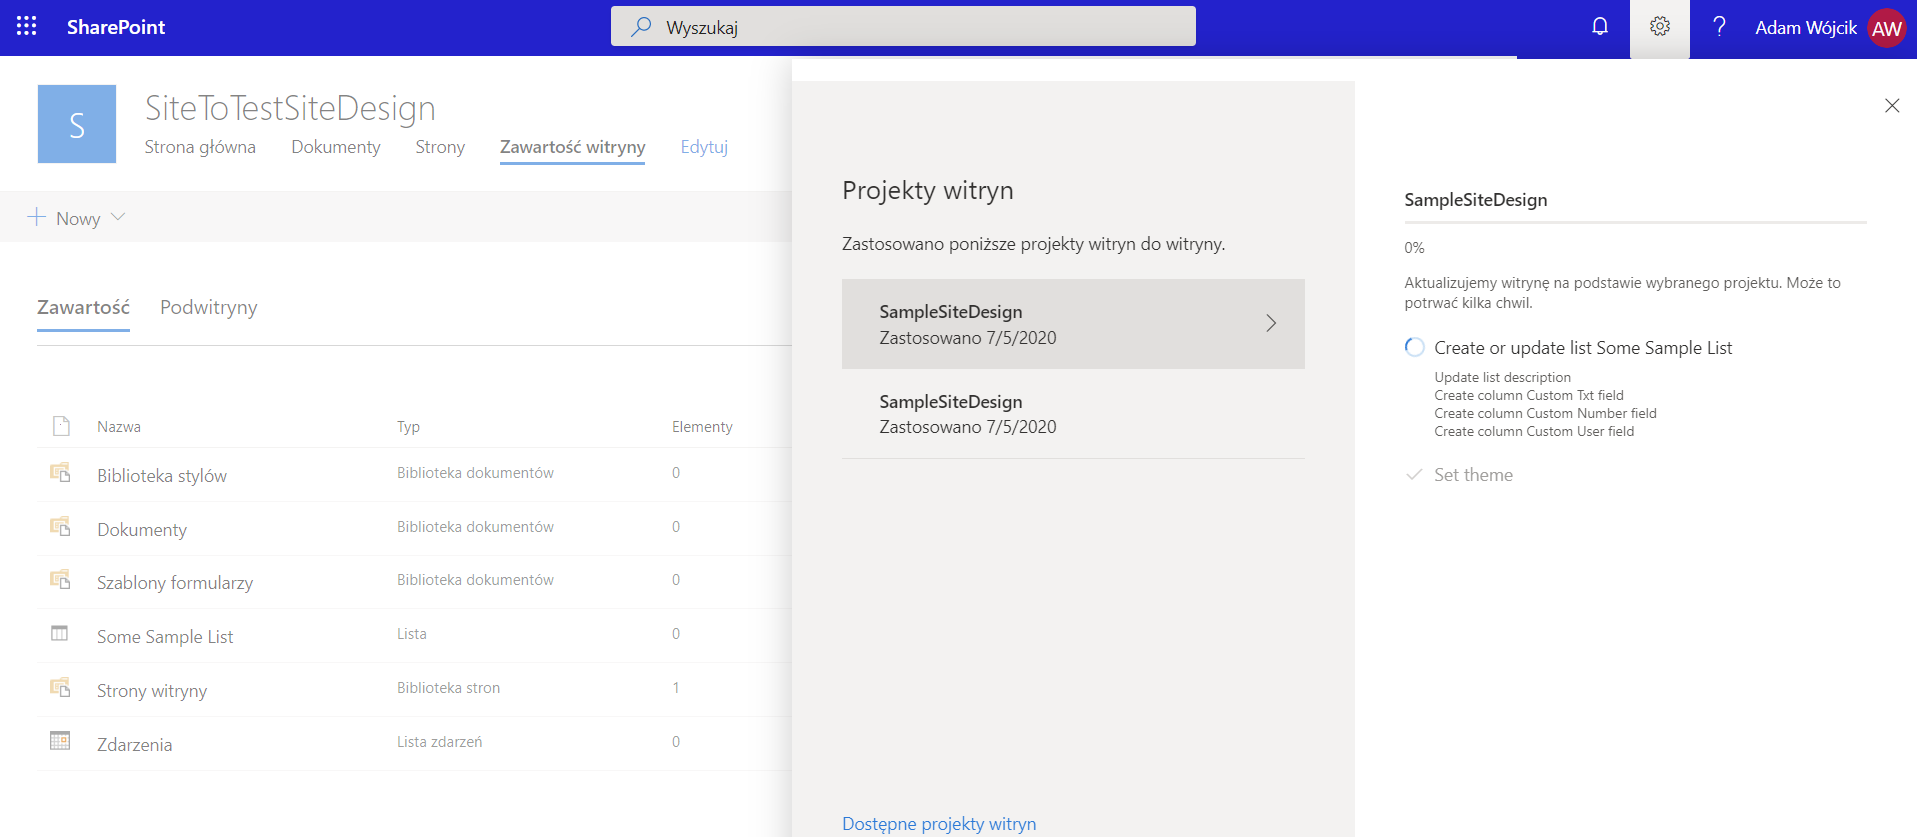 SharePoint
Wyszukaj
Adam Wójcik
AW
S
SiteToTestSiteDesign
Strona główna
Dokumenty
Strony
Zawartość witryny
Edytuj
Nowy
Zawartość
Podwitryny
Nazwa Typ Elementy
Biblioteka stylów Biblioteka dokumentów 0
Dokumenty Biblioteka dokumentów 0
Szablony formularzy Biblioteka dokumentów 0
Some Sample List Lista 0
Strony witryny Biblioteka stron 1
Zdarzenia Lista zdarzeń 0
Projekty witryn
Zastosowano poniższe projekty witryn do witryny.
SampleSiteDesign
Zastosowano 7/5/2020
SampleSiteDesign
Zastosowano 7/5/2020
Dostępne projekty witryn
SampleSiteDesign
0%
Aktualizujemy witrynę na podstawie wybranego projektu. Może to
potrwać kilka chwil.
Create or update list Some Sample List
Update list description
Create column Custom Txt field
Create column Custom Number field
Create column Custom User field
Set theme